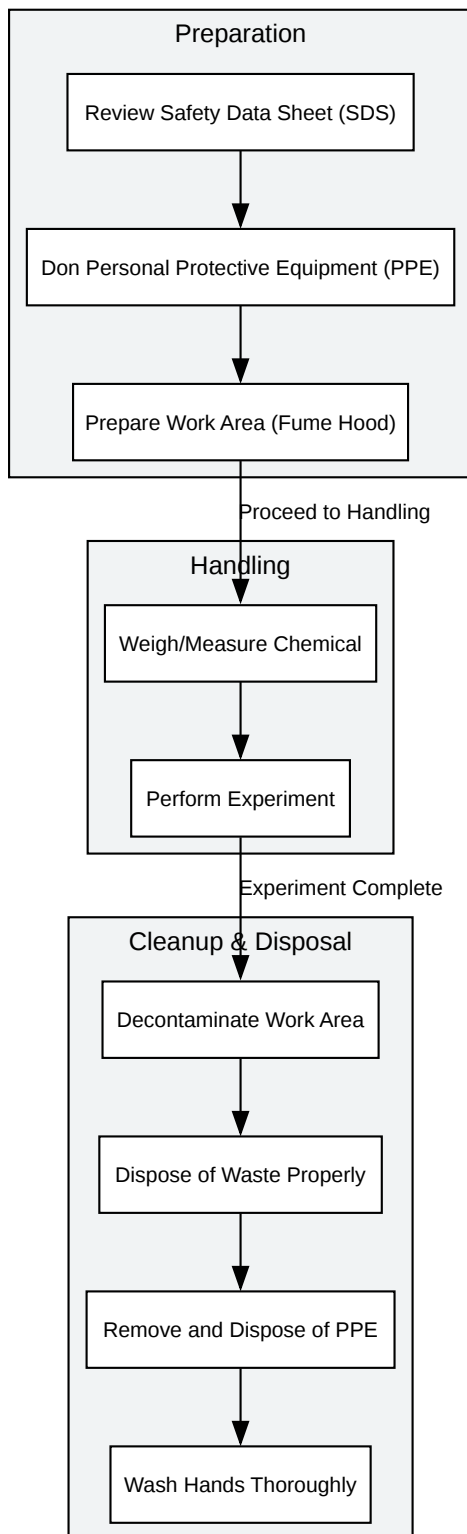 Preparation
Review Safety Data Sheet (SDS)
Don Personal Protective Equipment (PPE)
Prepare Work Area (Fume Hood)
Proceed to Handling
Handling
Weigh/Measure Chemical
Perform Experiment
Experiment Complete
Cleanup & Disposal
Decontaminate Work Area
Dispose of Waste Properly
Remove and Dispose of PPE
Wash Hands Thoroughly